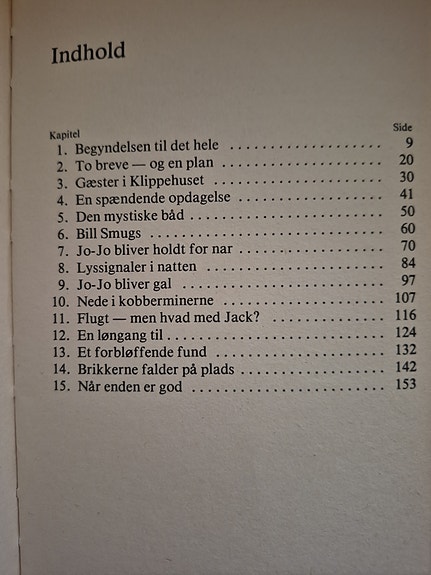 Indhold
Kapitel Side
1. Begyndelsen til det hele .................. 9
2. To breve — og en plan .................. 20
3. Gæster i Klippehuset .................. 30
4. En spændende opdagelse .................. 41
5. Den mystiske båd .................. 50
6. Bill Smugs .................. 60
7. Jo-Jo bliver holdt for nar .................. 70
8. Lyssignaler i natten .................. 84
9. Jo-Jo bliver gal .................. 97
10. Nede i kobberminerne .................. 107
11. Flugt — men hvad med Jack? .................. 116
12. En løngang til .................. 124
13. Et forbløffende fund .................. 132
14. Brikkerne falder på plads .................. 142
15. Når enden er god .................. 153